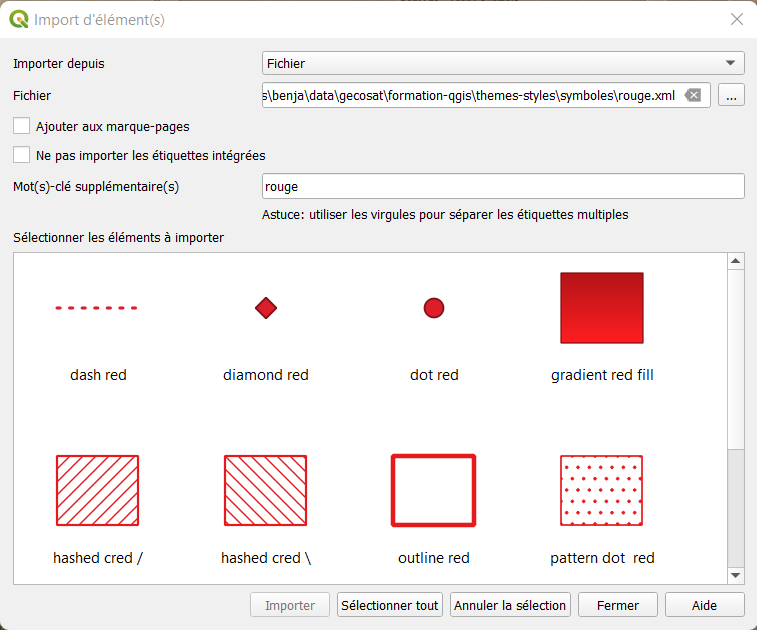 Import d'élément(s)
Importer depuis
Fichier
Fichier
s\benja\data\gecosat\formation-qgis\themes-styles\symboles\rouge.xml
...
Ajouter aux marque-pages
Ne pas importer les étiquettes intégrées
Mot(s)-clé supplémentaire(s)
rouge
Astuce: utiliser les virgules pour séparer les étiquettes multiples
Sélectionner les éléments à importer
dash red
diamond red
dot red
gradient red fill
hashed cred /
hashed cred \
outline red
pattern dot  red
Importer
Sélectionner tout
Annuler la sélection
Fermer
Aide